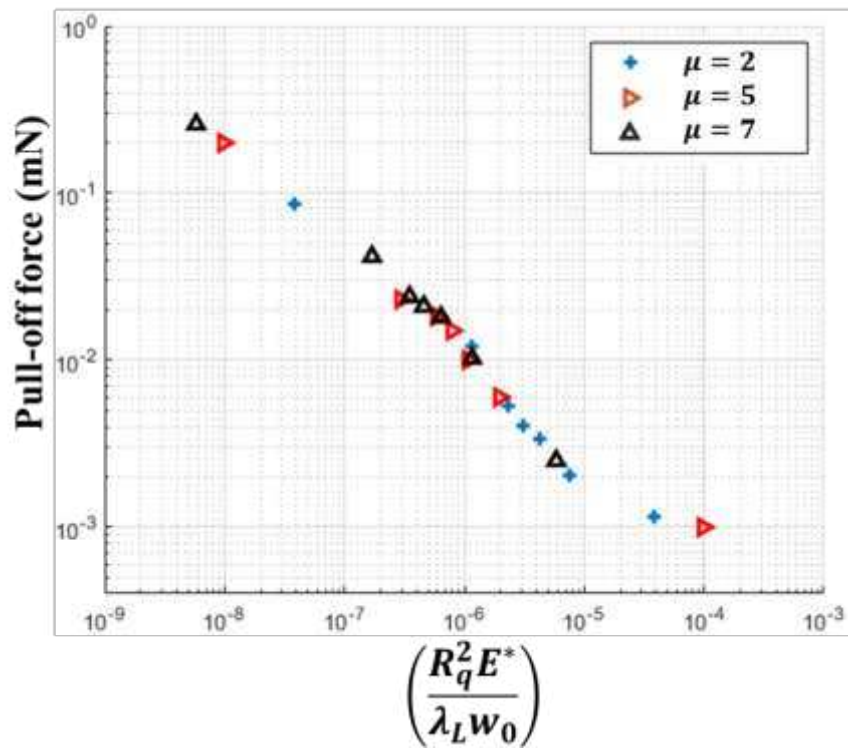 10^0
10^-1
10^-2
10^-3
Pull-off force (mN)
μ = 2
μ = 5
μ = 7
10^-9 10^-8 10^-7 10^-6 10^-5 10^-4 10^-3
(R_q^2 E^* / λ_L w_0)